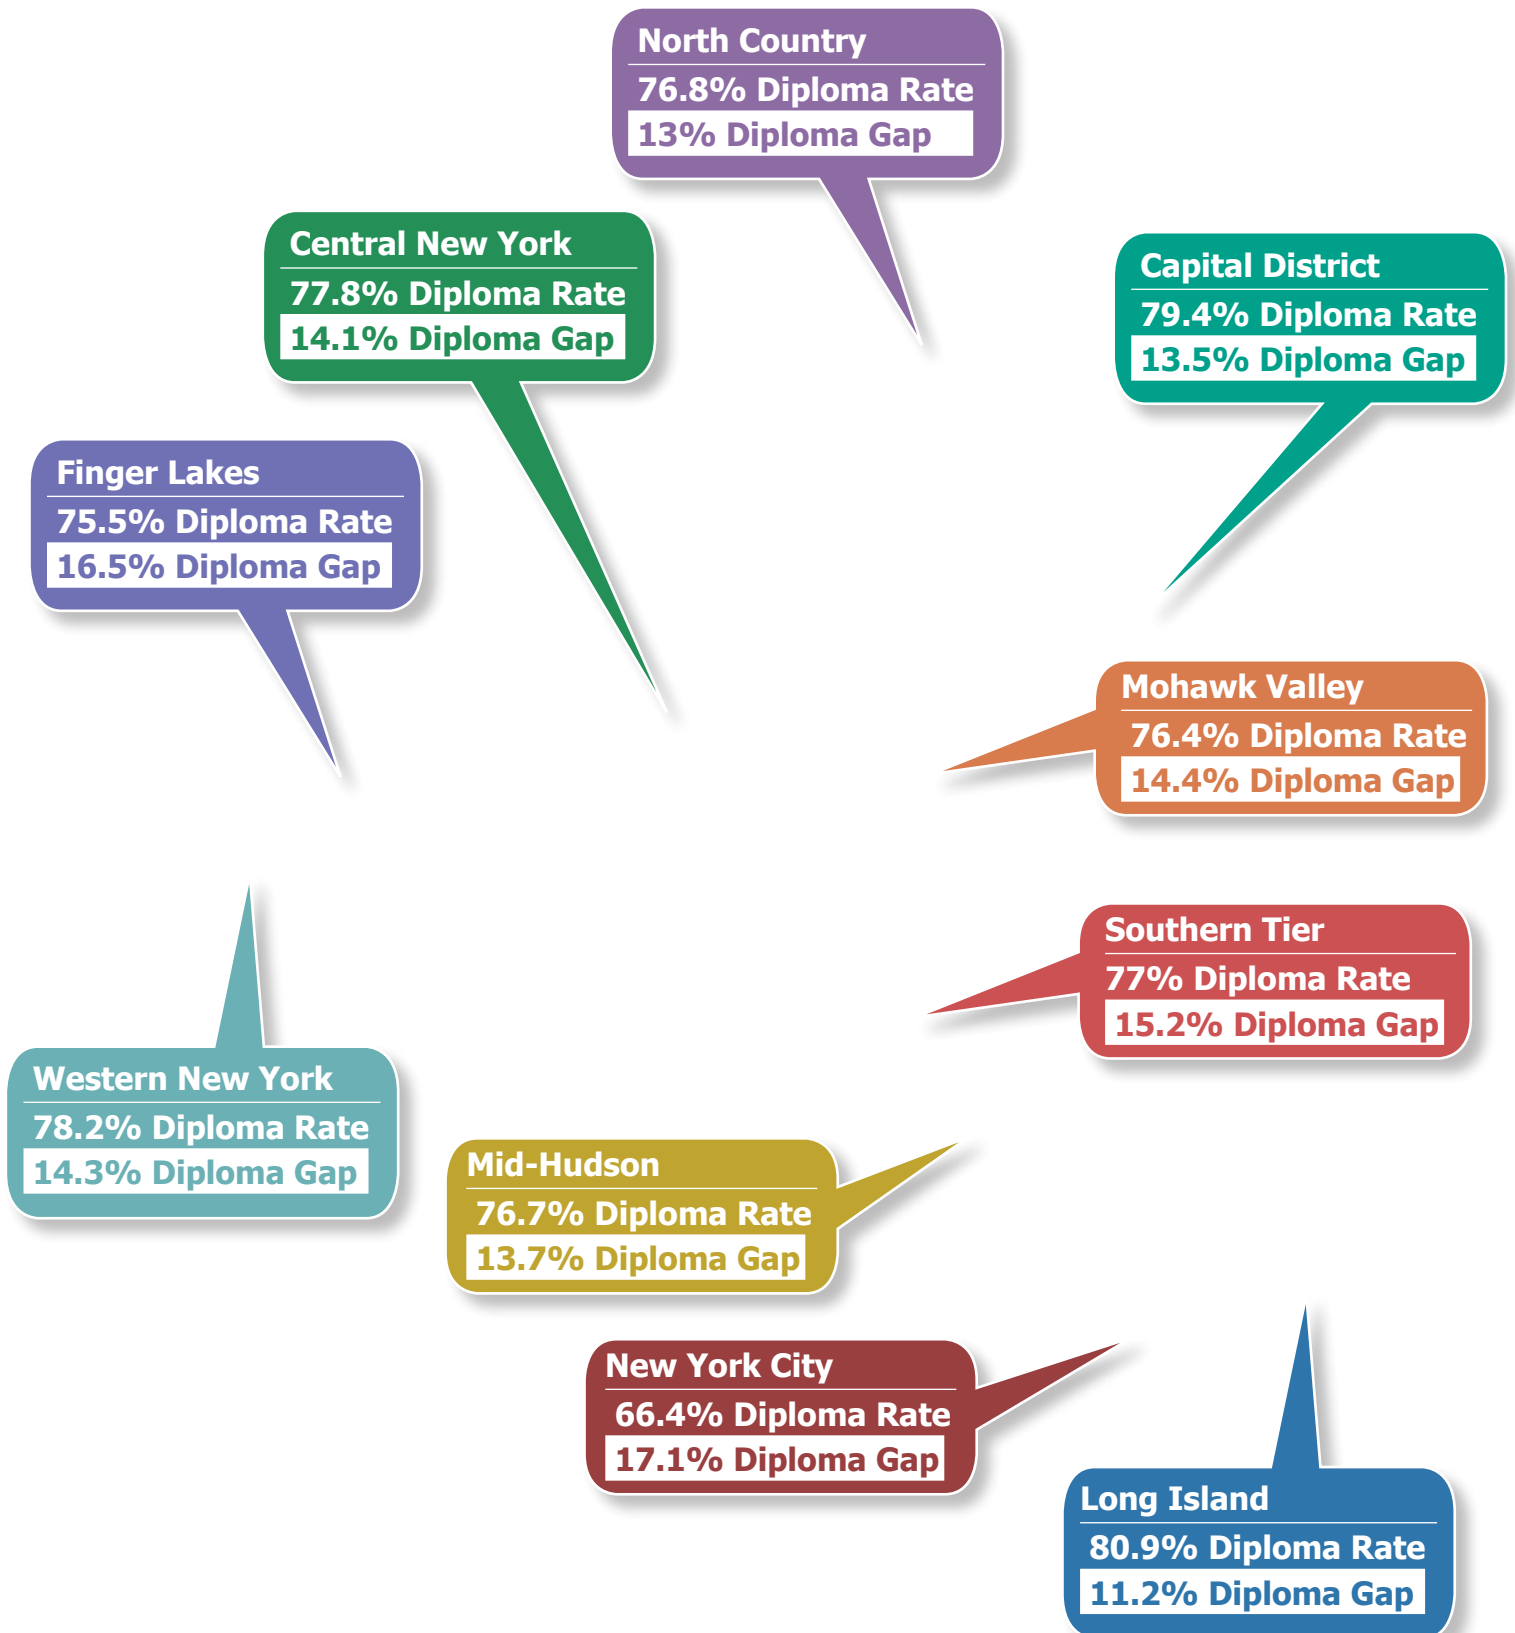 North Country
76.8% Diploma Rate
13% Diploma Gap
Central New York
77.8% Diploma Rate
14.1% Diploma Gap
Capital District
79.4% Diploma Rate
13.5% Diploma Gap
Finger Lakes
75.5% Diploma Rate
16.5% Diploma Gap
Mohawk Valley
76.4% Diploma Rate
14.4% Diploma Gap
Southern Tier
77% Diploma Rate
15.2% Diploma Gap
Western New York
78.2% Diploma Rate
14.3% Diploma Gap
Mid-Hudson
76.7% Diploma Rate
13.7% Diploma Gap
New York City
66.4% Diploma Rate
17.1% Diploma Gap
Long Island
80.9% Diploma Rate
11.2% Diploma Gap